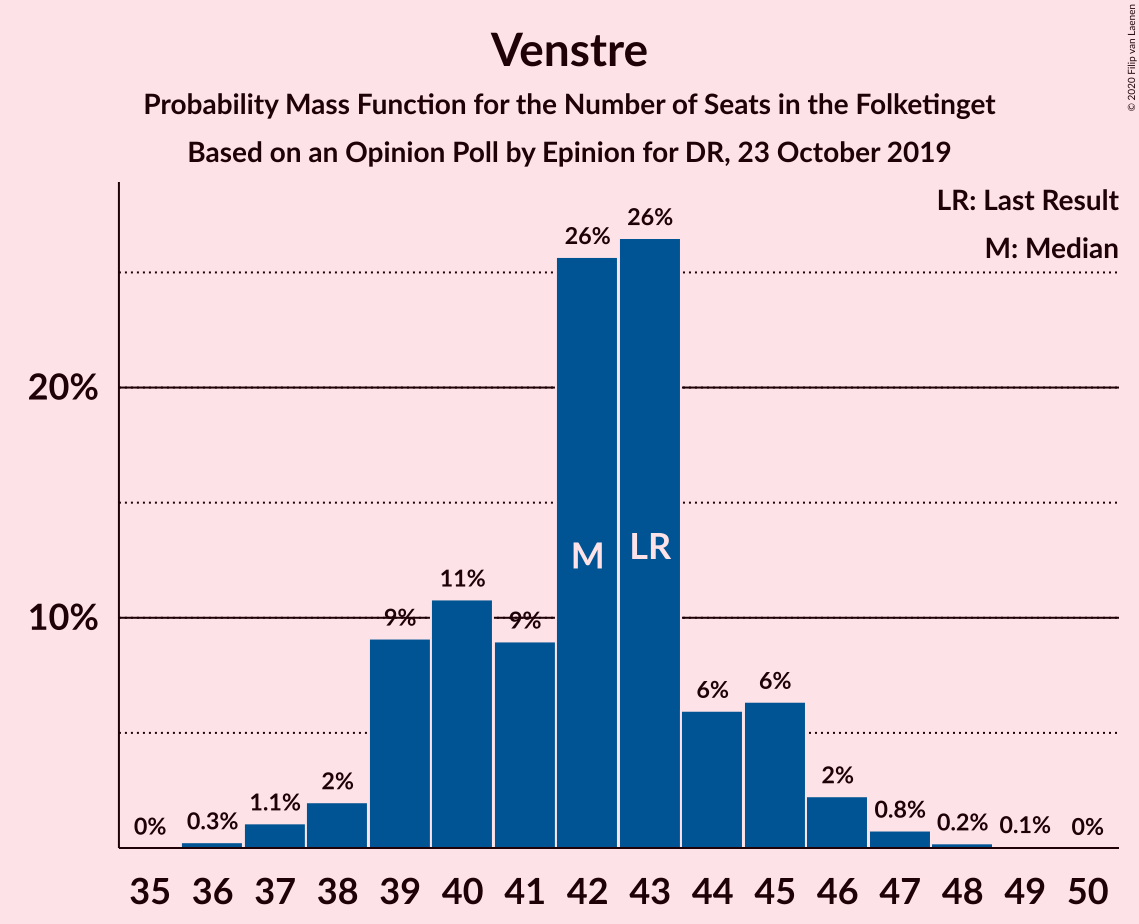 Venstre
Probability Mass Function for the Number of Seats in the Folketinget
Based on an Opinion Poll by Epinion for DR, 23 October 2019
© 2020 Filip van Laenen
LR: Last Result
M: Median
20%
10%
0%
0.3%
1.1%
2%
9%
11%
9%
26%
26%
6%
6%
2%
0.8%
0.2%
0.1%
0%
M
LR
35 36 37 38 39 40 41 42 43 44 45 46 47 48 49 50